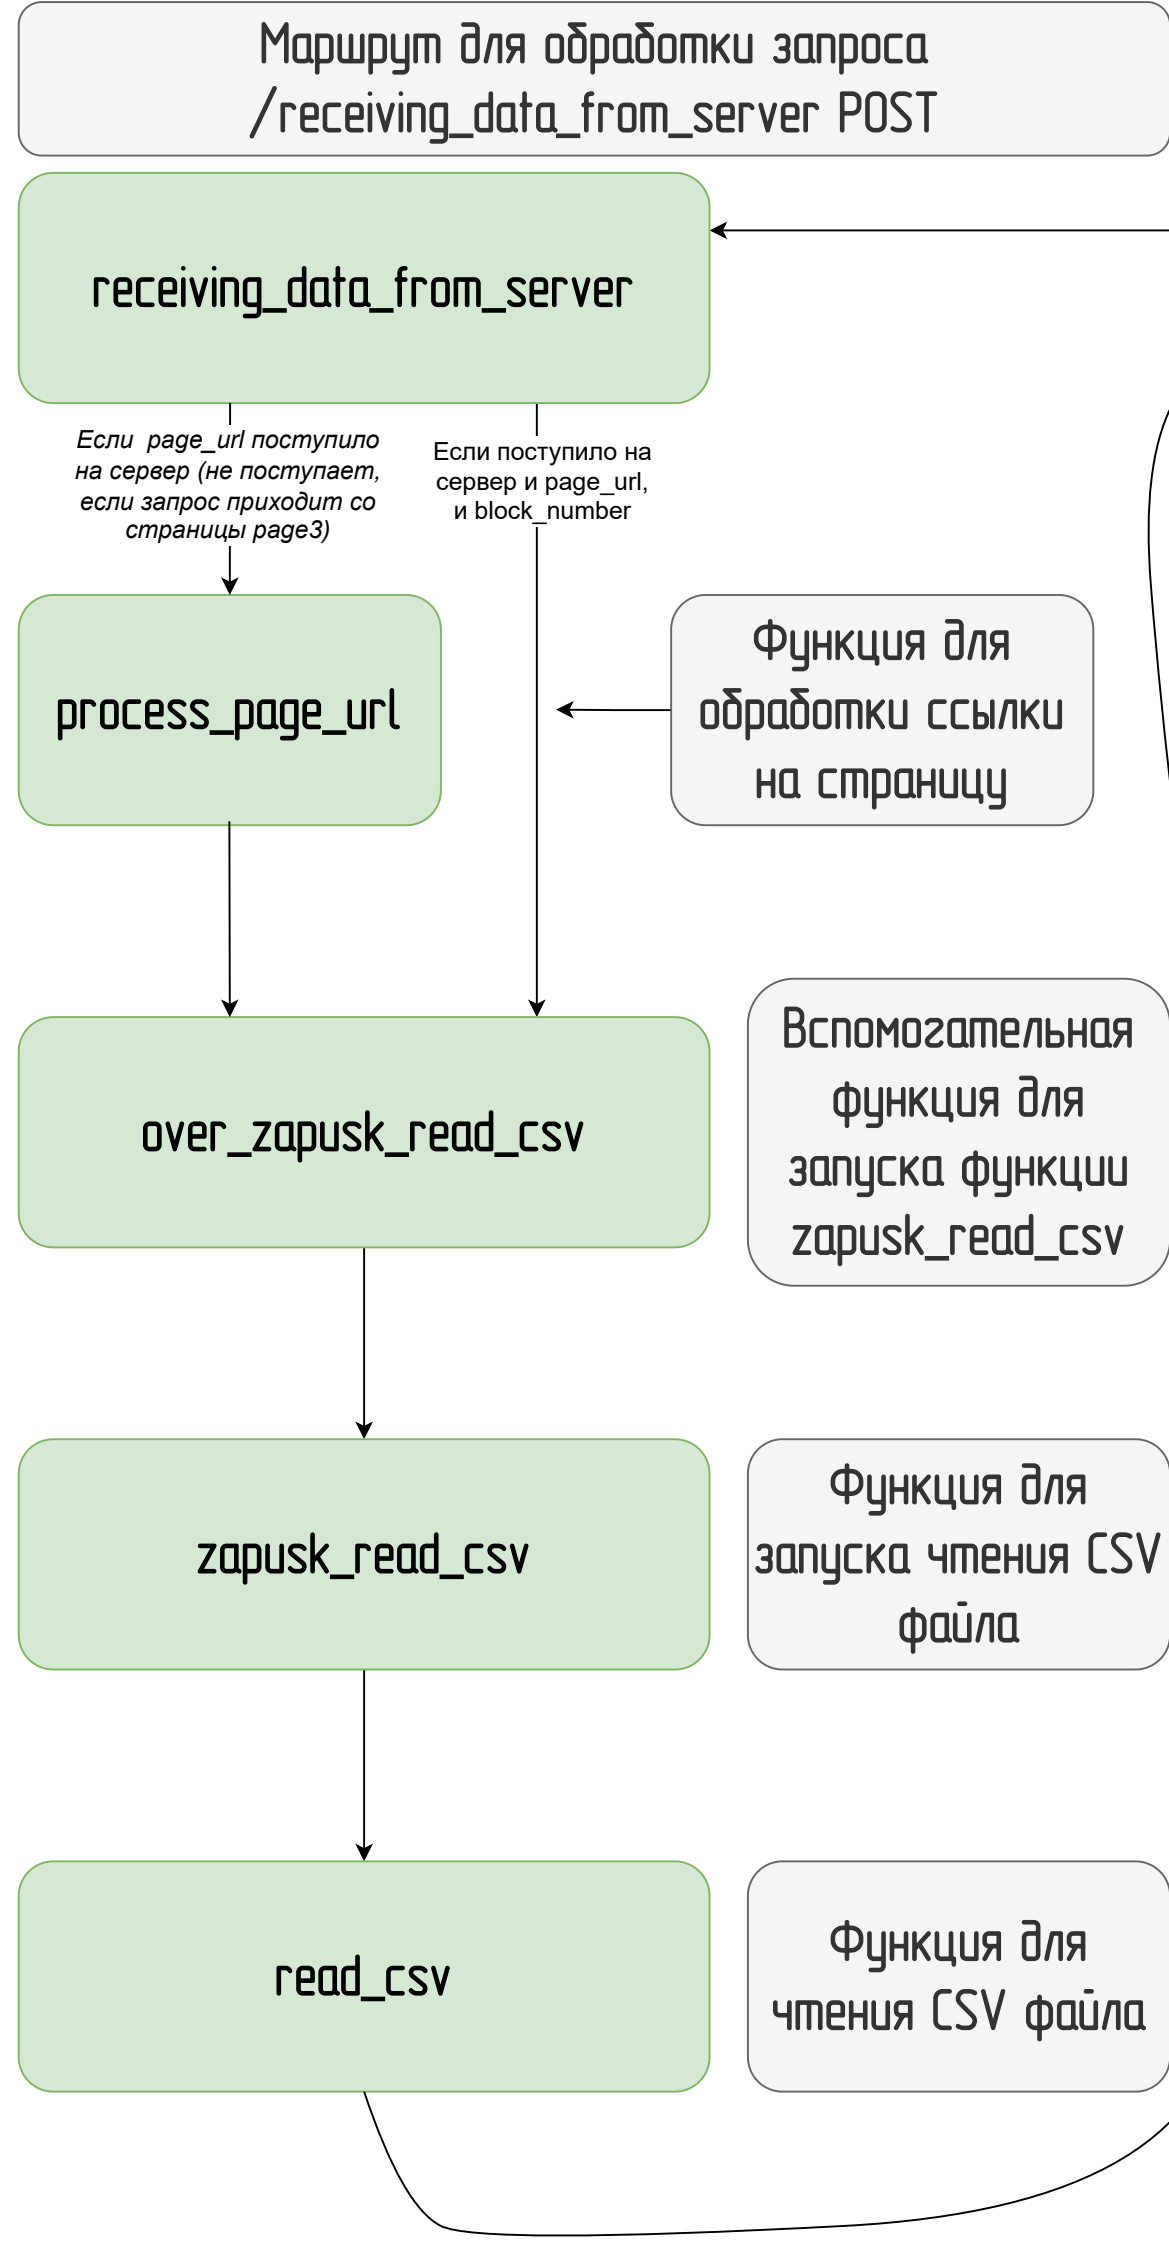 Маршрут для обработки запроса
/receiving_data_from_server POST
receiving_data_from_server
Если  page_url поступило
на сервер (не поступает,
если запрос приходит со
страницы page3)
Если поступило на
сервер и page_url,
и block_number
process_page_url
Функция для
обработки ссылки
на страницу
over_zapusk_read_csv
Вспомогательная
функция для
запуска функции
zapusk_read_csv
zapusk_read_csv
Функция для
запуска чтения CSV
файла
read_csv
Функция для
чтения CSV файла